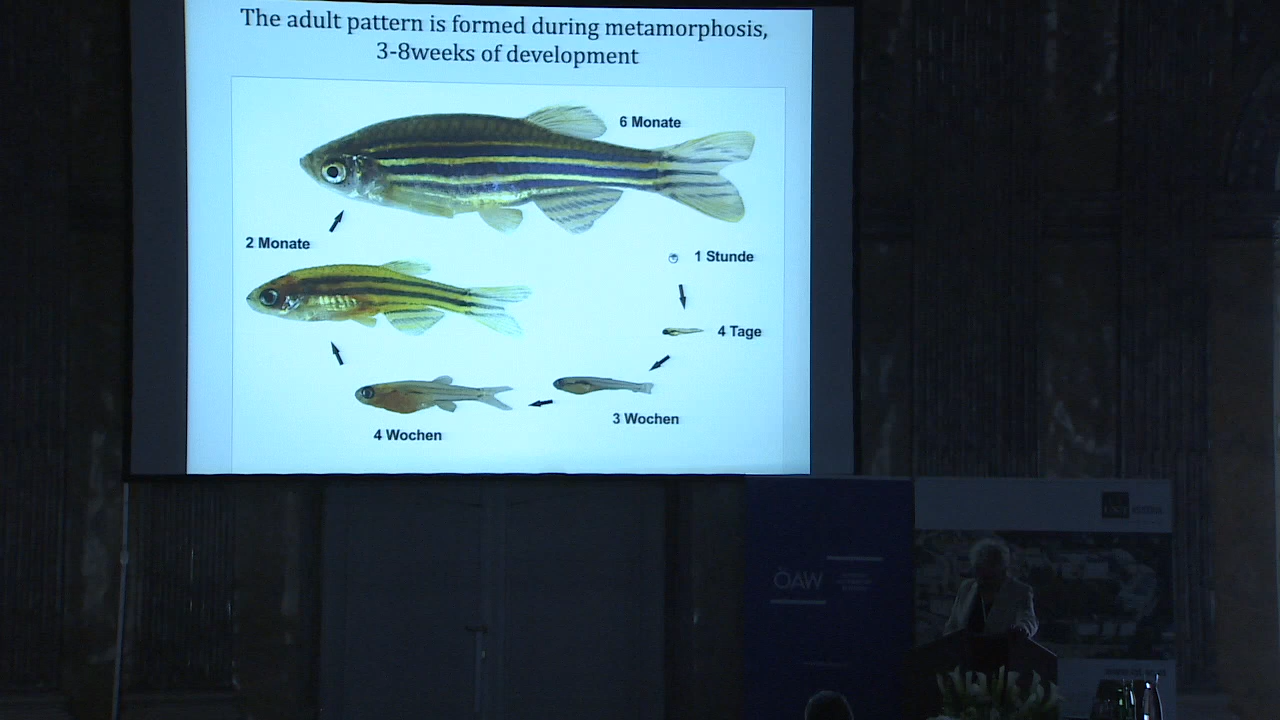 The adult pattern is formed during metamorphosis,
3-8weeks of development
6 Monate
2 Monate
1 Stunde
4 Tage
3 Wochen
4 Wochen
ÖAW